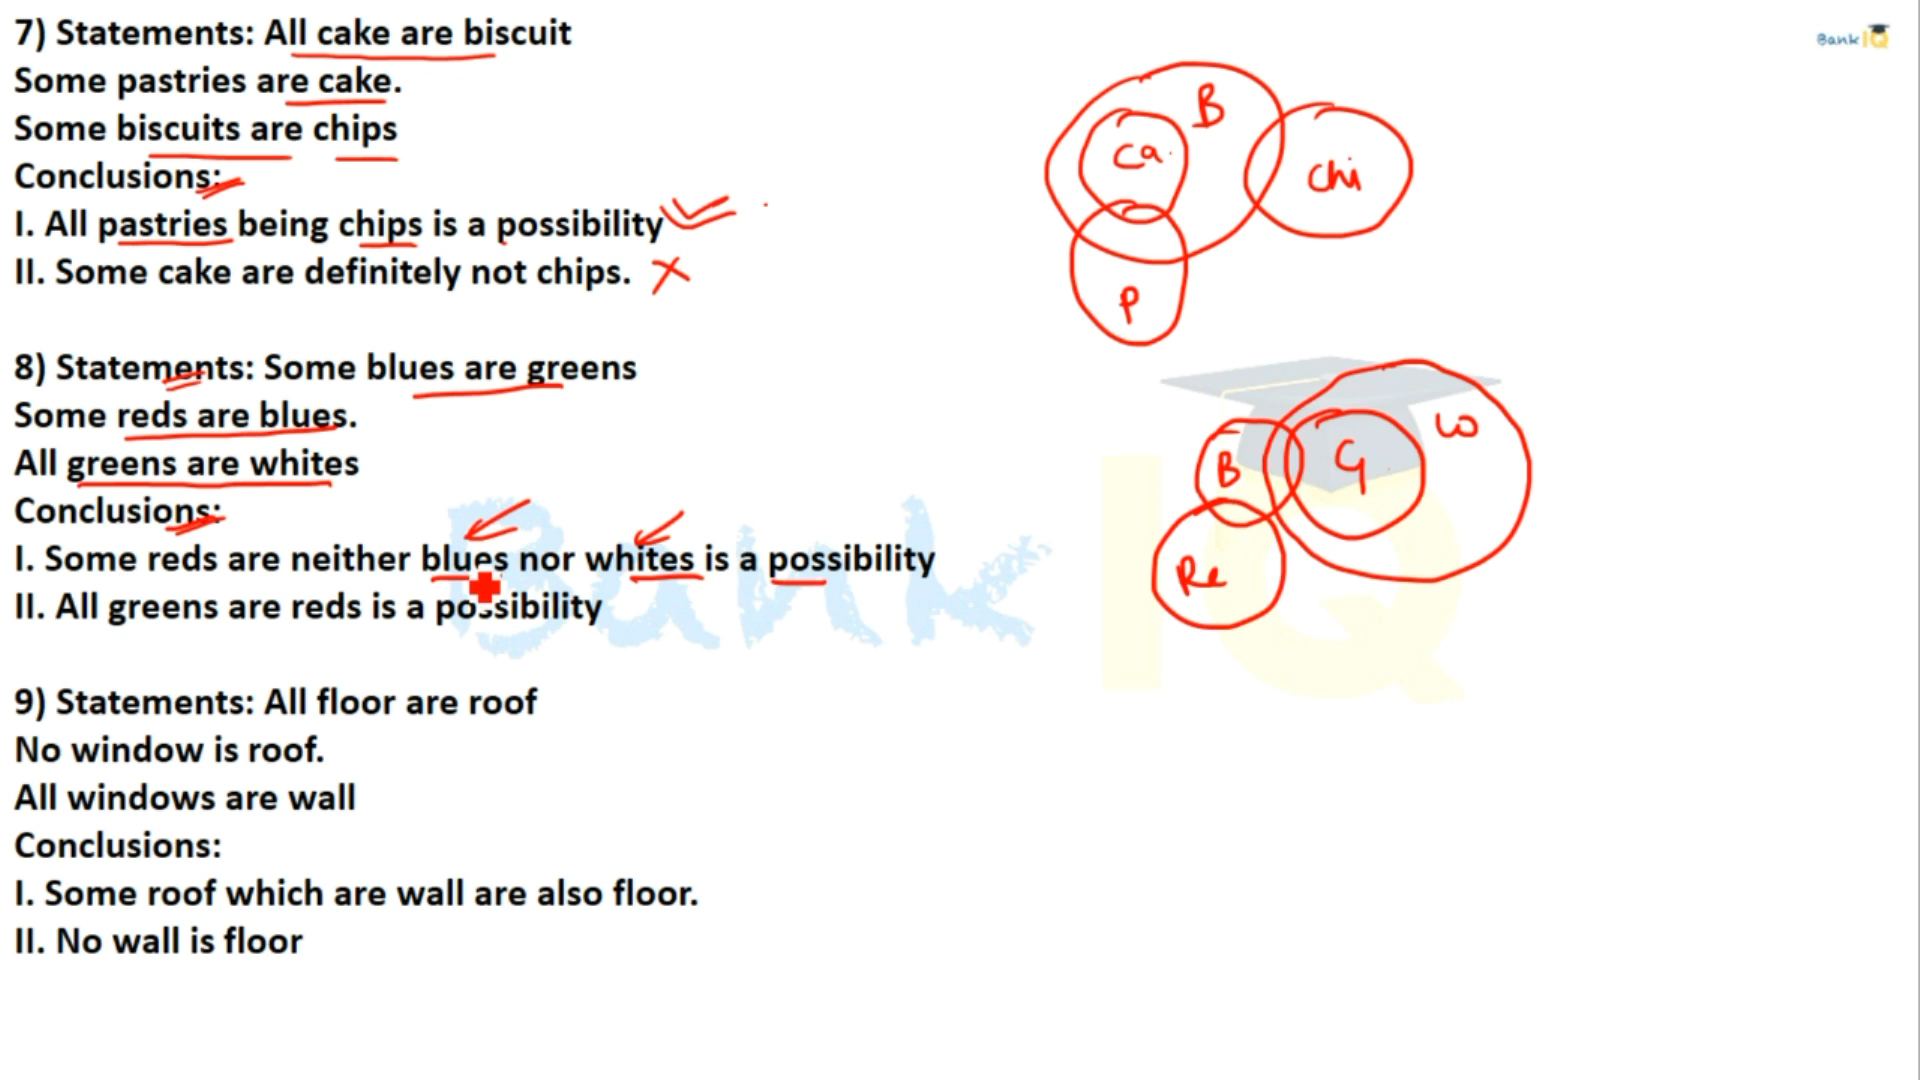 7) Statements: All cake are biscuit
Some pastries are cake.
Some biscuits are chips
Conclusions:
I. All pastries being chips is a possibility
II. Some cake are definitely not chips.
8) Statements: Some blues are greens
Some reds are blues.
All greens are whites
Conclusions:
I. Some reds are neither blues nor whites is a possibility
II. All greens are reds is a possibility
9) Statements: All floor are roof
No window is roof.
All windows are wall
Conclusions:
I. Some roof which are wall are also floor.
II. No wall is floor
Bank IQ
B
Ca
Chi
P
B
G
W
Re
Bank IQ